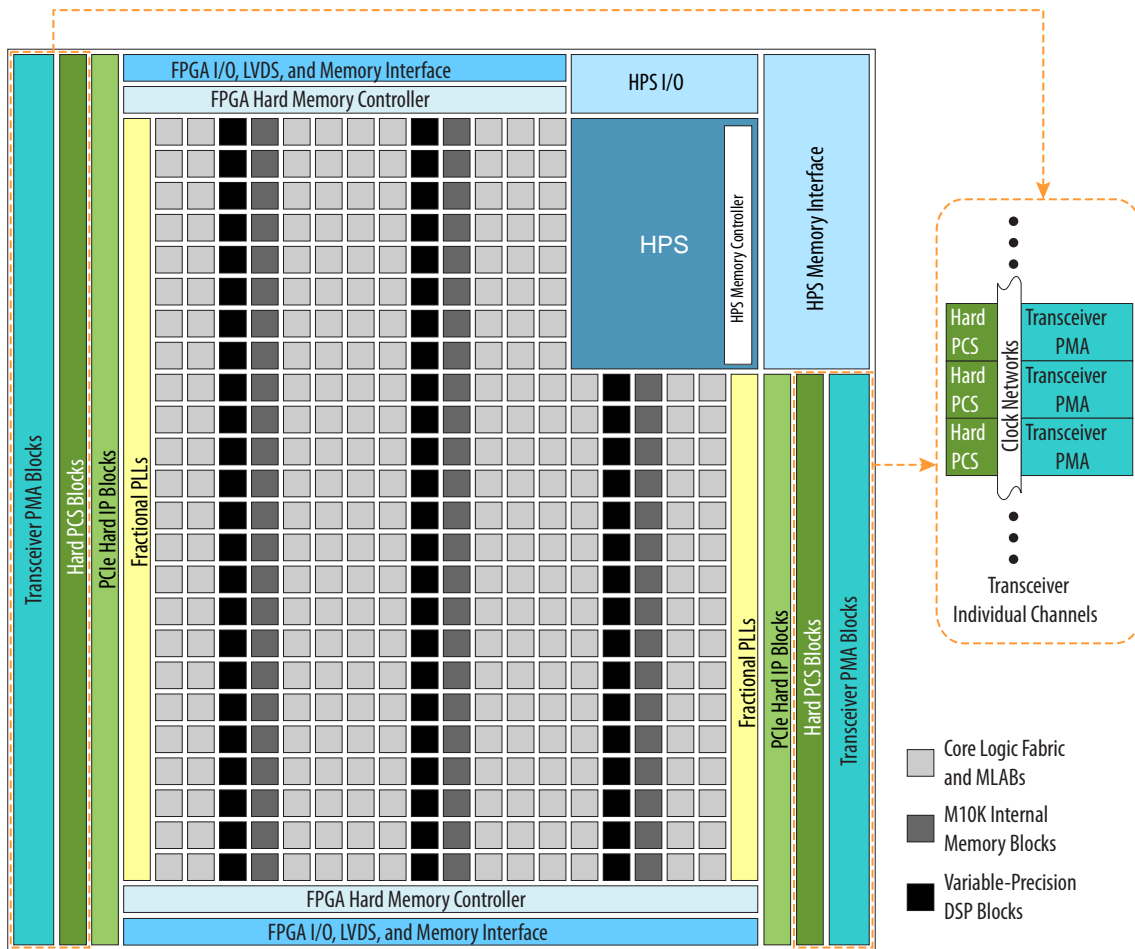 FPGA I/O, LVDS, and Memory Interface
FPGA Hard Memory Controller
HPS I/O
HPS
HPS Memory Controller
HPS Memory Interface
Transceiver PMA Blocks
Hard PCS Blocks
PCIe Hard IP Blocks
Fractional PLLs
Fractional PLLs
PCIe Hard IP Blocks
Hard PCS Blocks
Transceiver PMA Blocks
FPGA Hard Memory Controller
FPGA I/O, LVDS, and Memory Interface
Hard
PCS
Transceiver
PMA
Hard
PCS
Transceiver
PMA
Hard
PCS
Transceiver
PMA
Clock Networks
Transceiver
Individual Channels
Core Logic Fabric
and MLABs
M10K Internal
Memory Blocks
Variable-Precision
DSP Blocks